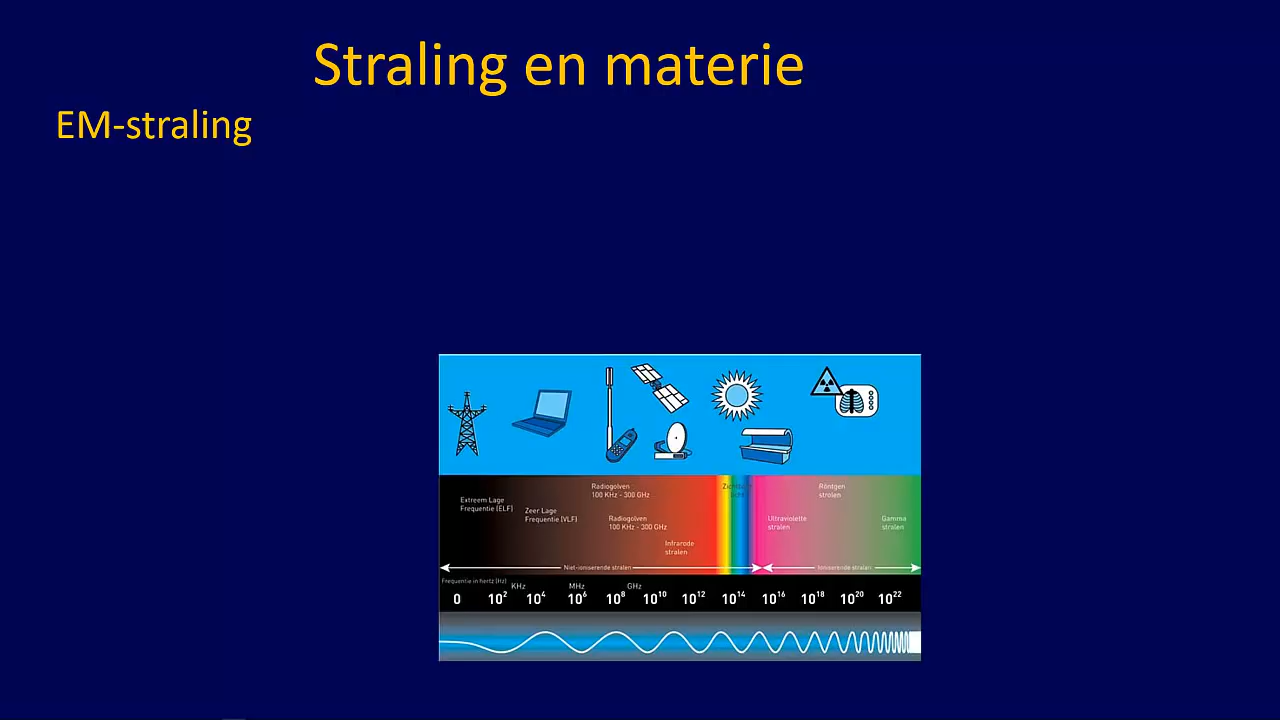 Straling en materie
EM-straling
Extreem Lage
Frequentie (ELF)
Zeer Lage
Frequentie (VLF)
Radiogolven
100 KHz - 300 GHz
Radiogolven
100 KHz - 300 GHz
Infrarode
stralen
Zichtbaar
licht
Ultraviolette
stralen
Röntgen
stralen
Gamma
stralen
Niet-ioniserende stralen
Ioniserende stralen
Frequentie in hertz (Hz)
KHz MHz GHz
0 10² 10⁴ 10⁶ 10⁸ 10¹⁰ 10¹² 10¹⁴ 10¹⁶ 10¹⁸ 10²⁰ 10²²